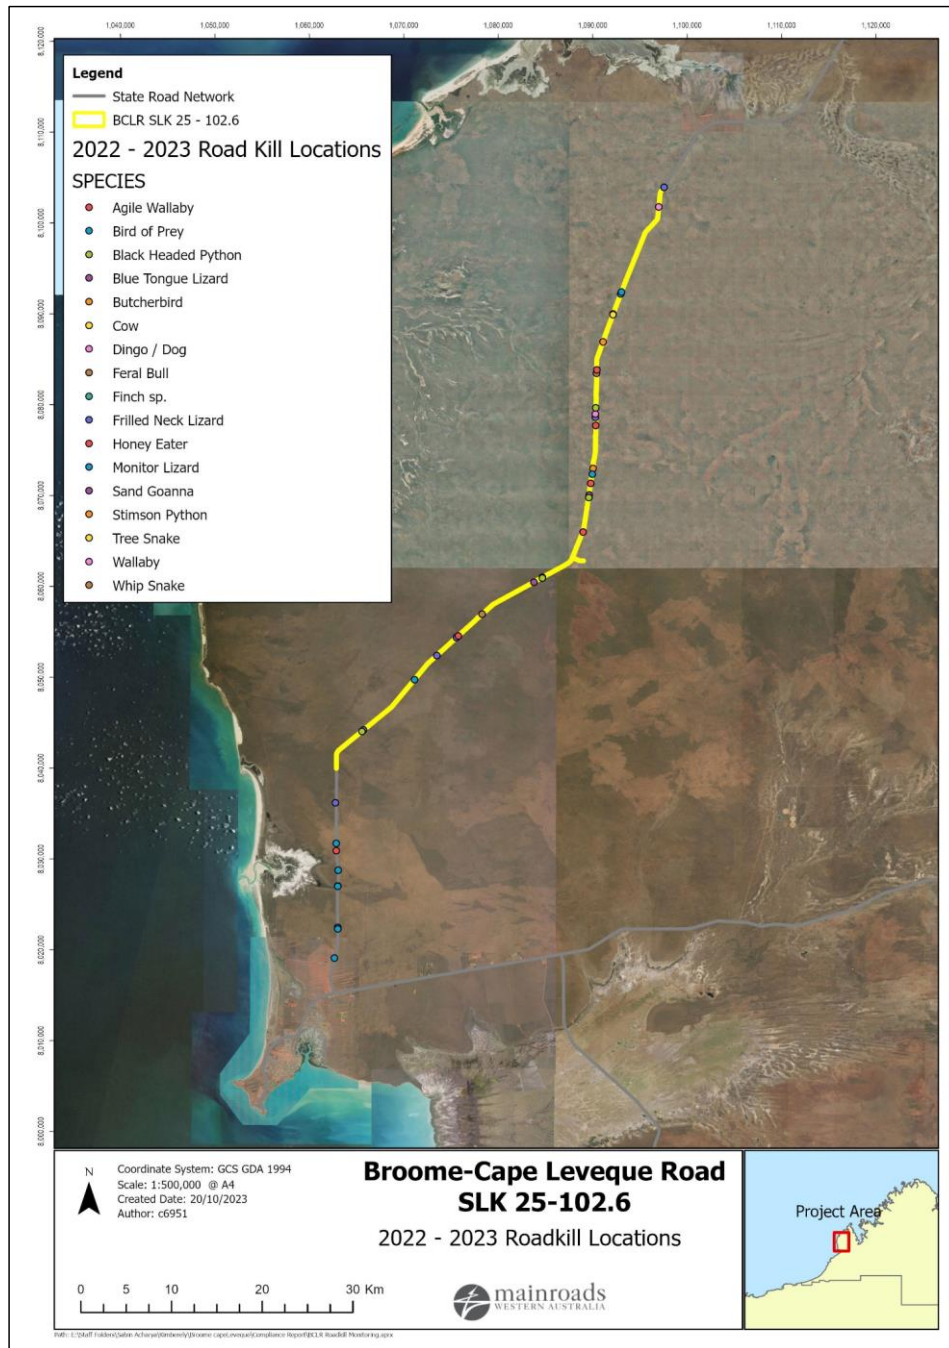 1,040,000 1,050,000 1,060,000 1,070,000 1,080,000 1,090,000 1,100,000 1,110,000 1,120,000
8,120,000
8,110,000
8,100,000
8,090,000
8,080,000
8,070,000
8,060,000
8,050,000
8,040,000
8,030,000
8,020,000
8,010,000
8,000,000
Legend
State Road Network
BCLR SLK 25 - 102.6
2022 - 2023 Road Kill Locations
SPECIES
Agile Wallaby
Bird of Prey
Black Headed Python
Blue Tongue Lizard
Butcherbird
Cow
Dingo / Dog
Feral Bull
Finch sp.
Frilled Neck Lizard
Honey Eater
Monitor Lizard
Sand Goanna
Stimson Python
Tree Snake
Wallaby
Whip Snake
N
Coordinate System: GCS GDA 1994
Scale: 1:500,000 @ A4
Created Date: 20/10/2023
Author: c6951
0 5 10 20 30 Km
Broome-Cape Leveque Road
SLK 25-102.6
2022 - 2023 Roadkill Locations
mainroads
WESTERN AUSTRALIA
Project Area